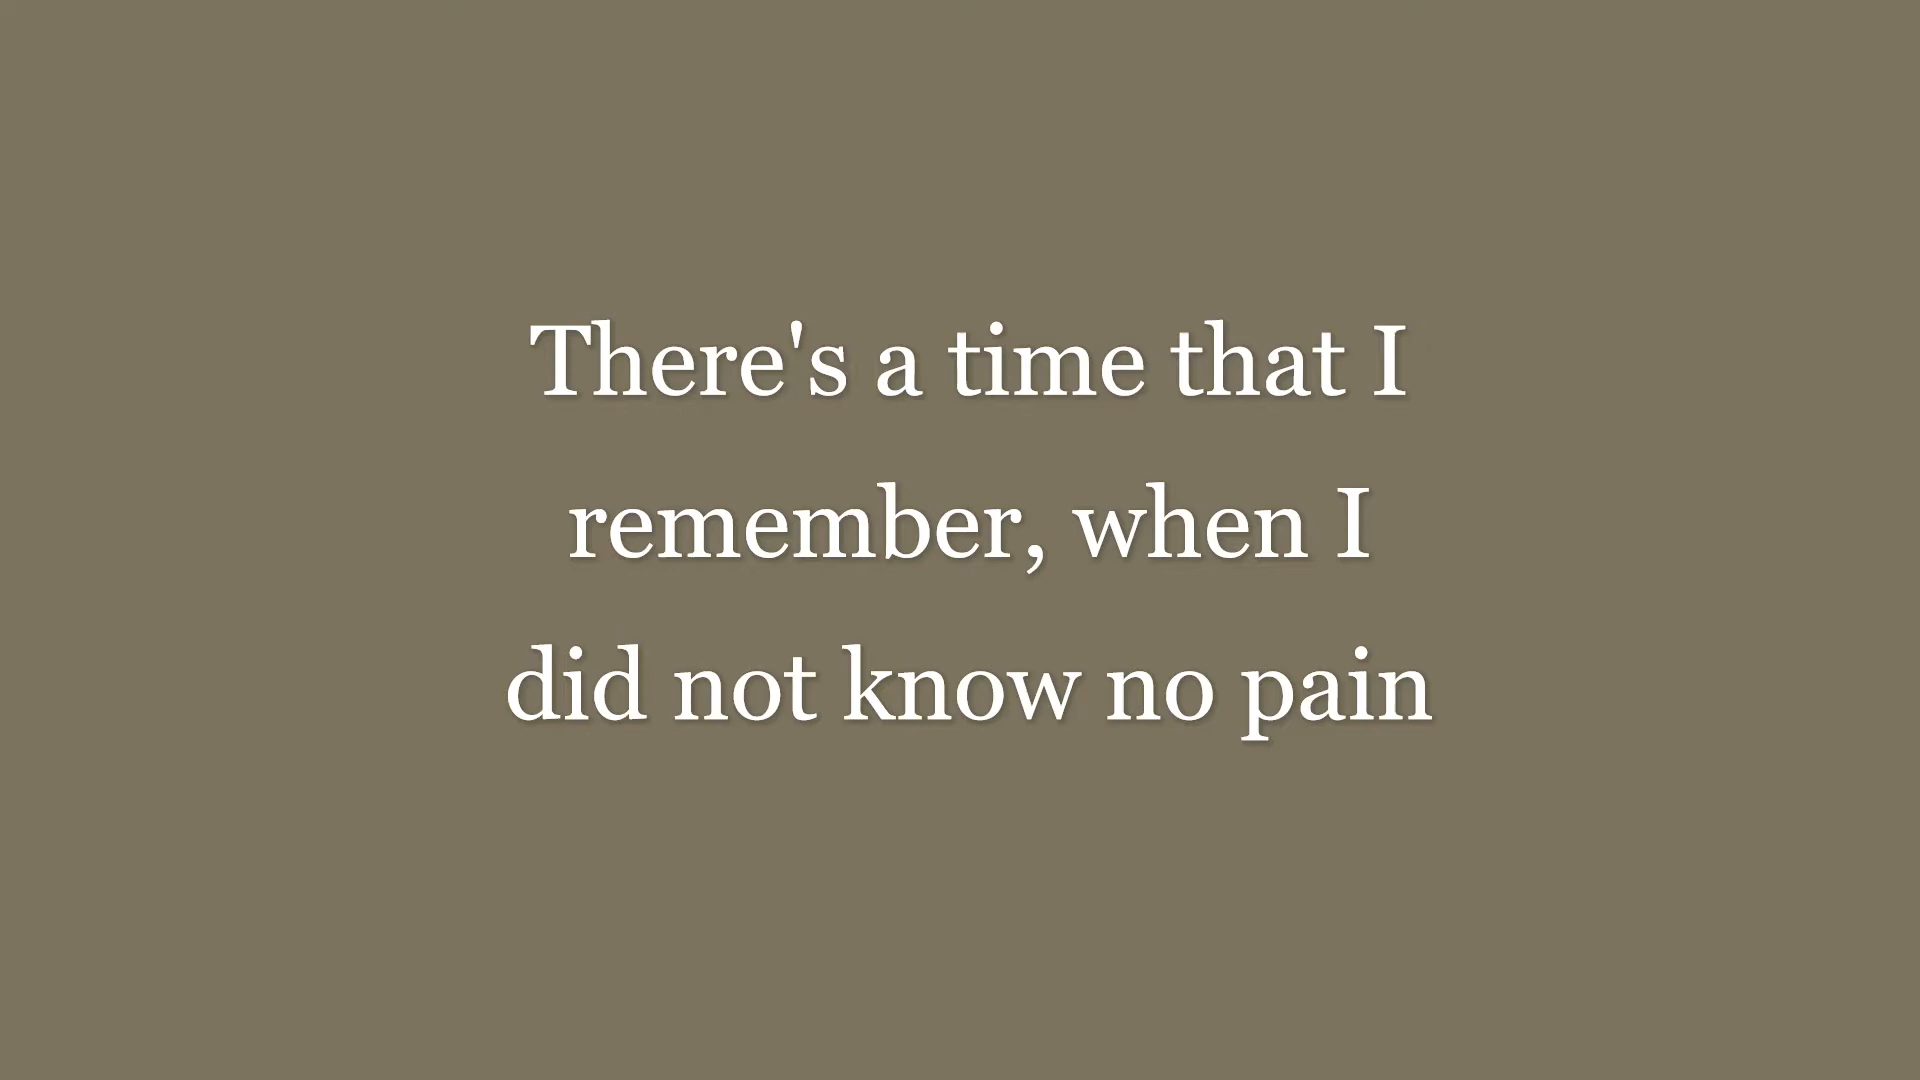 There's a time that I
remember, when I
did not know no pain